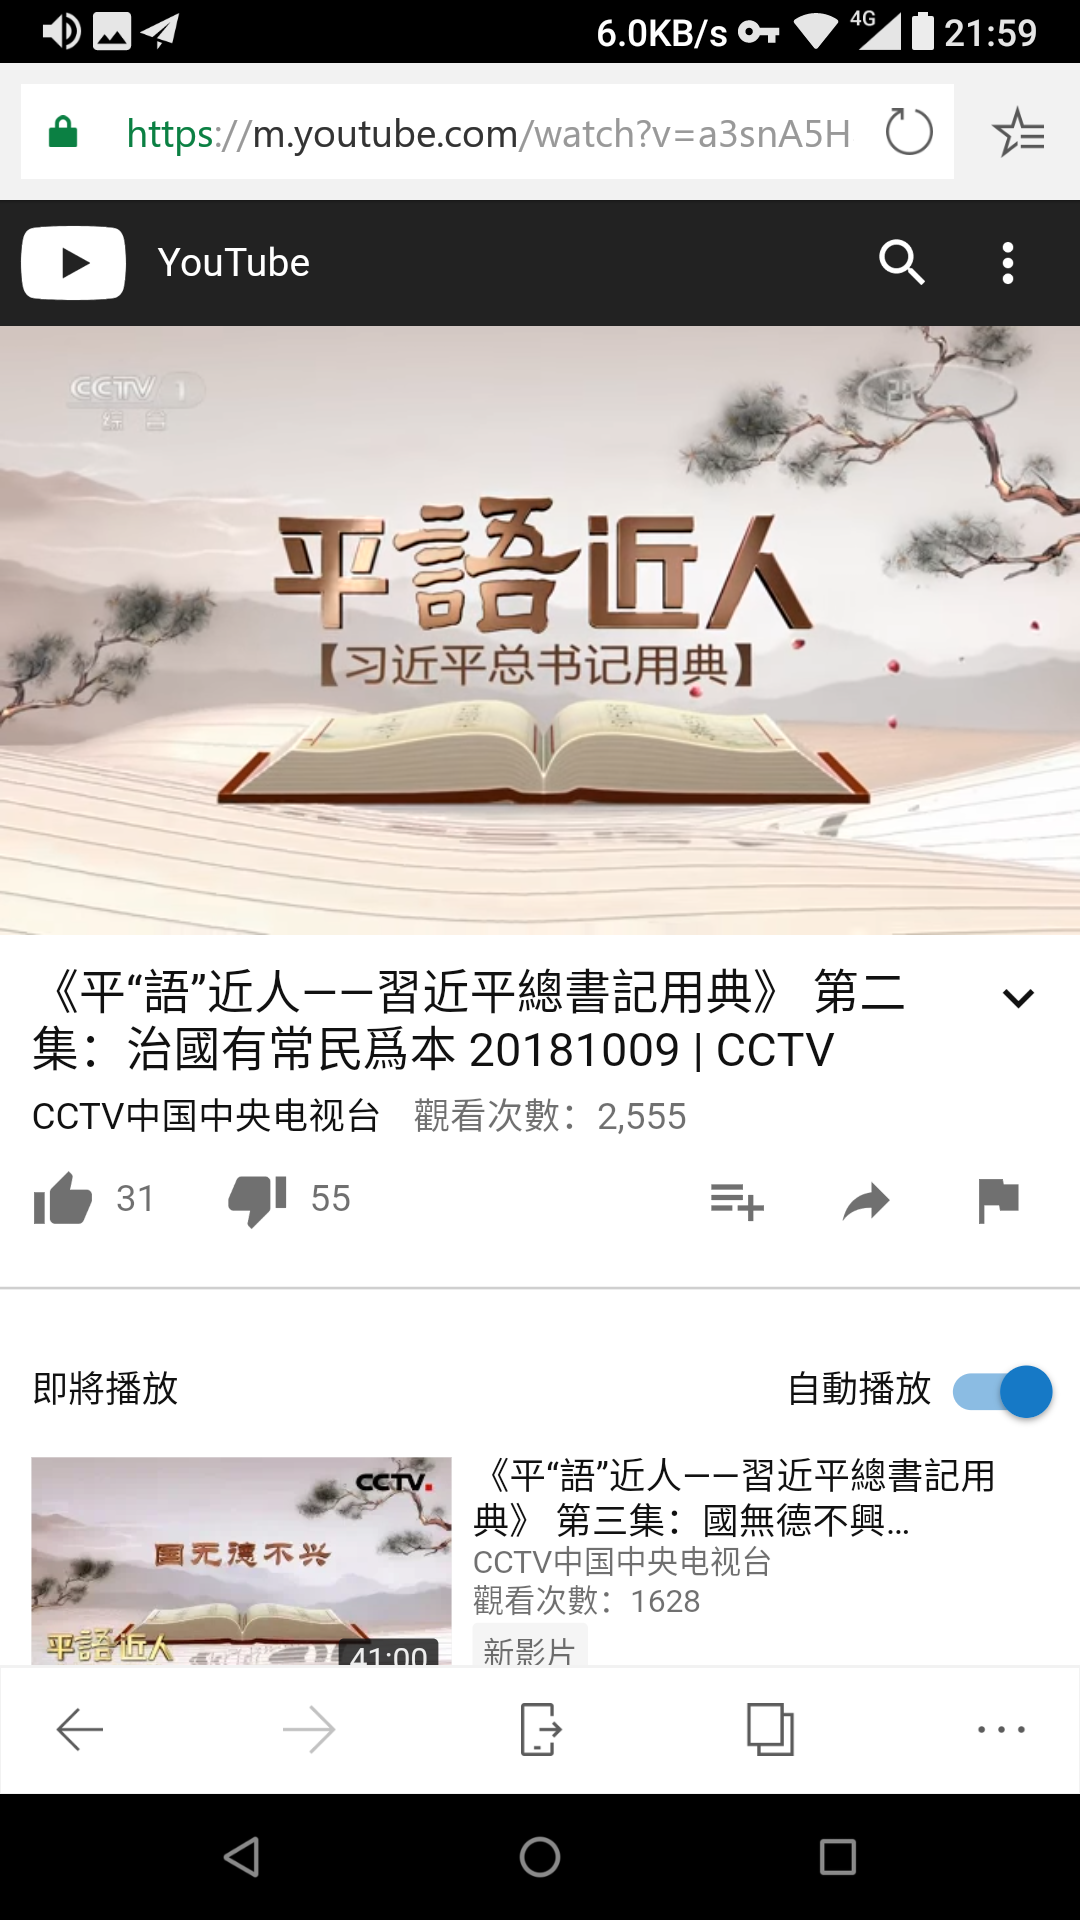 6.0KB/s 4G 21:59
https://m.youtube.com/watch?v=a3snA5H
YouTube
CCTV 1
综合
平語近人
【习近平总书记用典】
《平“語”近人——習近平總書記用典》 第二
集：治國有常民爲本 20181009 | CCTV
CCTV中国中央电视台 觀看次數：2,555
31 55
即將播放 自動播放
CCTV.
国无德不兴
平語近人
41:00
《平“語”近人——習近平總書記用
典》 第三集：國無德不興...
CCTV中国中央电视台
觀看次數：1628
新影片